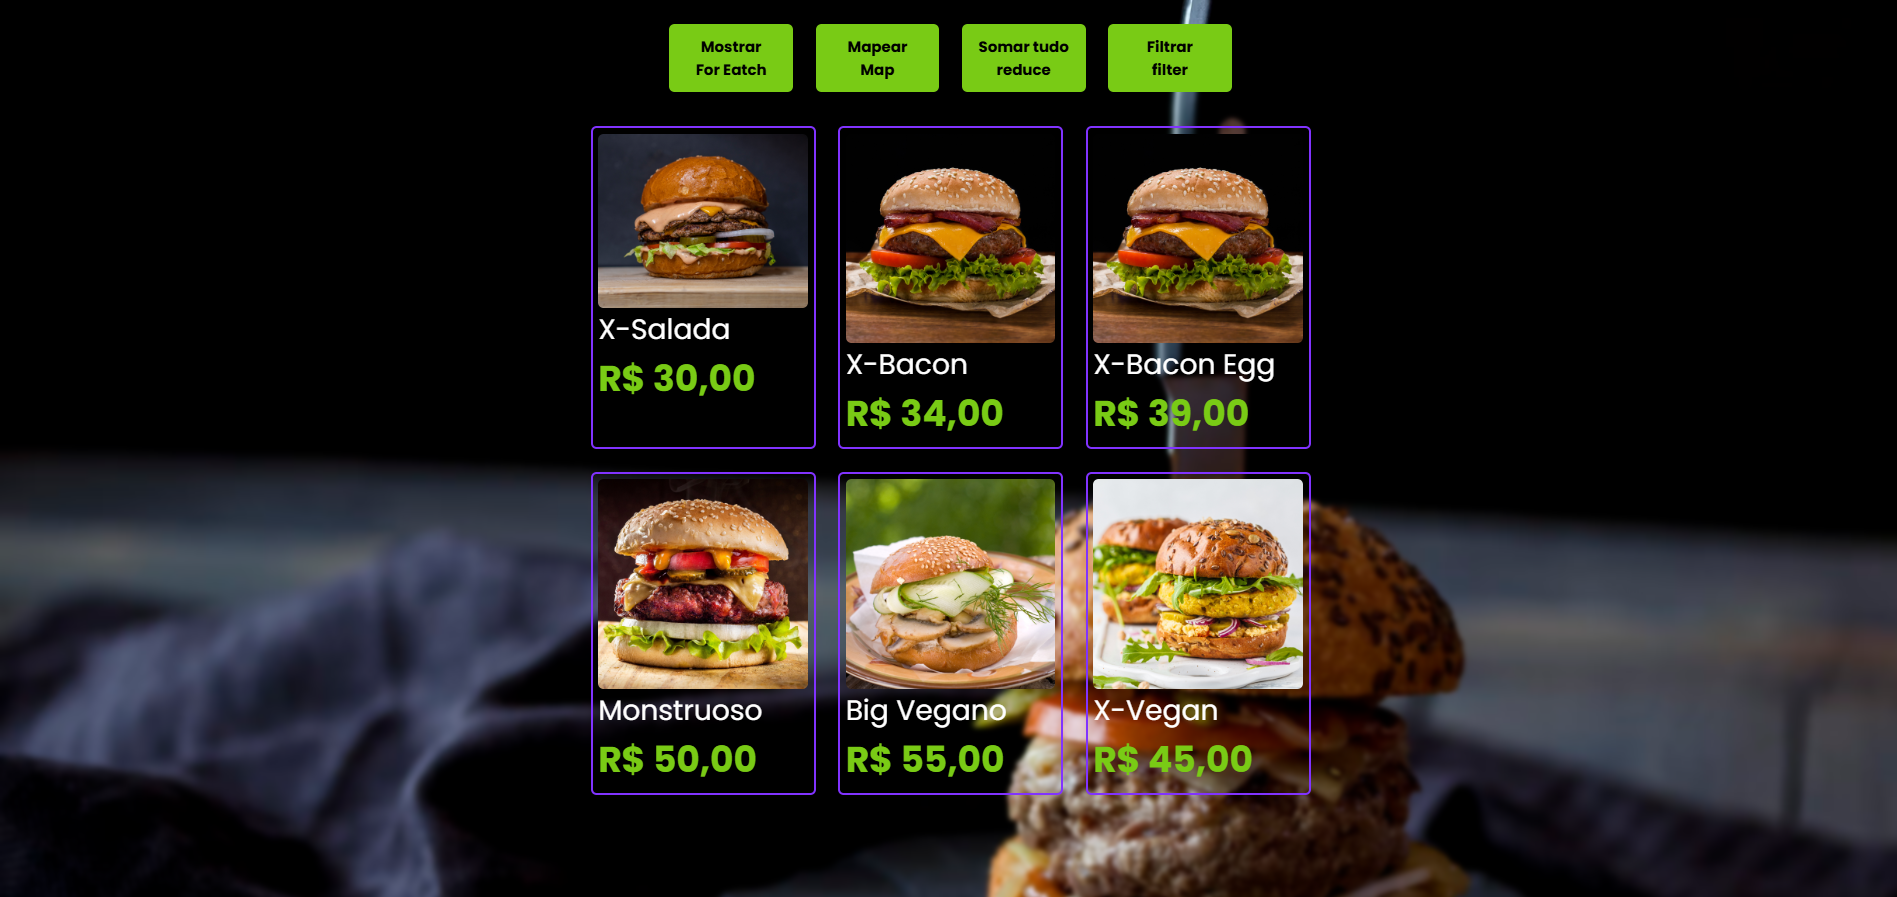 Mostrar
For Eatch
Mapear
Map
Somar tudo
reduce
Filtrar
filter
X-Salada
R$ 30,00
X-Bacon
R$ 34,00
X-Bacon Egg
R$ 39,00
Monstruoso
R$ 50,00
Big Vegano
R$ 55,00
X-Vegan
R$ 45,00